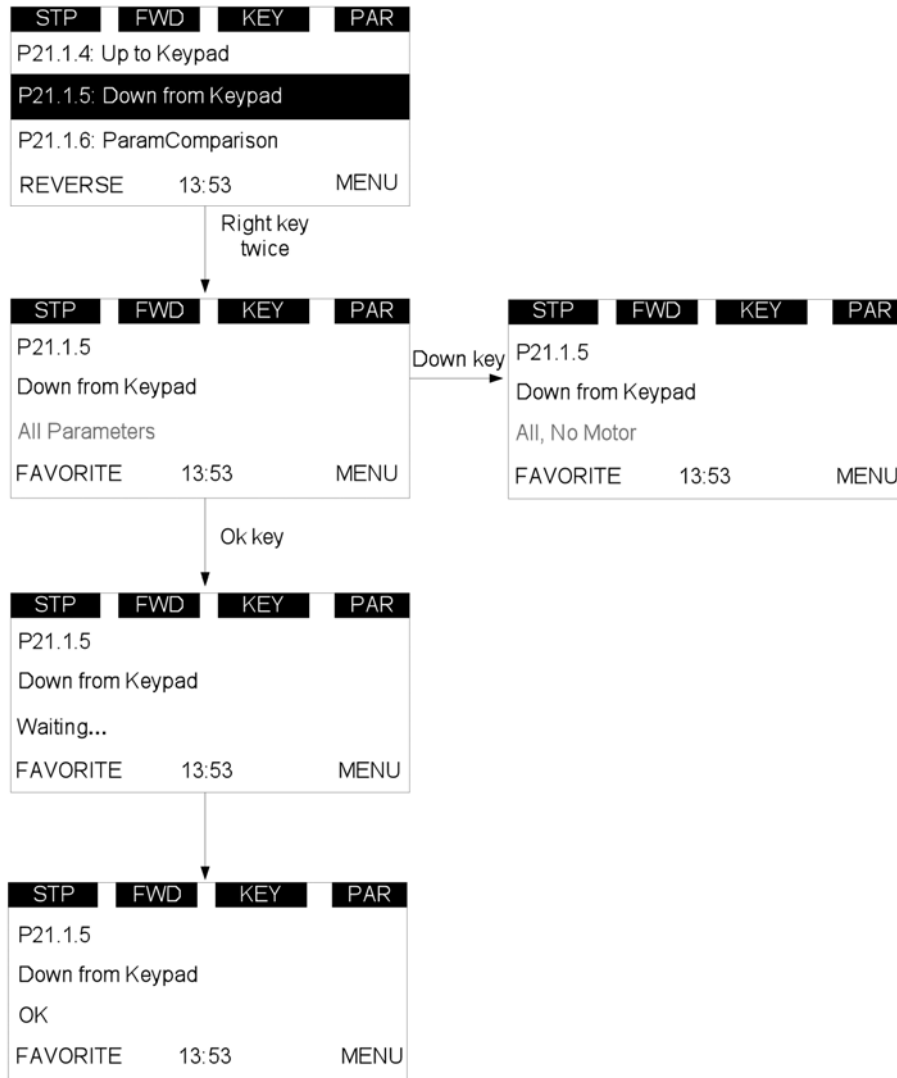 STP FWD KEY PAR
P21.1.4: Up to Keypad
P21.1.5: Down from Keypad
P21.1.6: ParamComparison
REVERSE 13:53 MENU
Right key
twice
STP FWD KEY PAR
P21.1.5
Down from Keypad
All Parameters
FAVORITE 13:53 MENU
Down key
STP FWD KEY PAR
P21.1.5
Down from Keypad
All, No Motor
FAVORITE 13:53 MENU
Ok key
STP FWD KEY PAR
P21.1.5
Down from Keypad
Waiting...
FAVORITE 13:53 MENU
STP FWD KEY PAR
P21.1.5
Down from Keypad
OK
FAVORITE 13:53 MENU